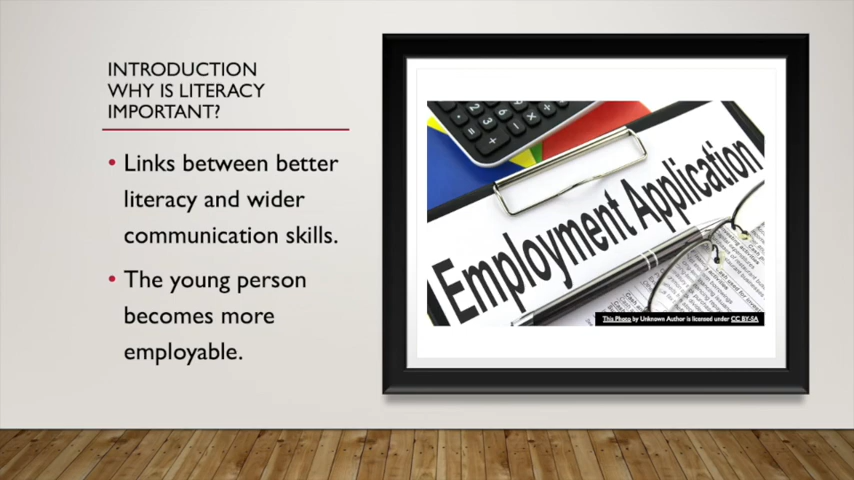 INTRODUCTION
WHY IS LITERACY
IMPORTANT?
• Links between better
literacy and wider
communication skills.
• The young person
becomes more
employable.
Employment Application
This Photo by Unknown Author is licensed under CC BY-SA